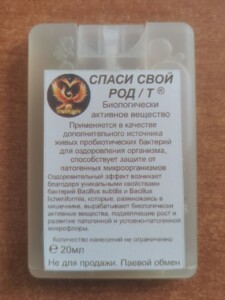 СПАСИ СВОЙ
РОД / Т ®
Биологически
активное вещество
Применяется в качестве
дополнительного источника
живых пробиотических бактерий
для оздоровления организма,
способствует защите от
патогенных микроорганизмов
Оздоровительный эффект возникает
благодаря уникальными свойствами
бактерий Bacillus subtilis и Bacillus
licheniformis, которые, размножаясь в
кишечнике, вырабатывают биологически
активные вещества, подавляющие рост и
развитие патогенной и условно-патогенной
микрофлоры.
Количество нанесений не ограничено
℮ 20мл
Не для продажи. Паевой обмен